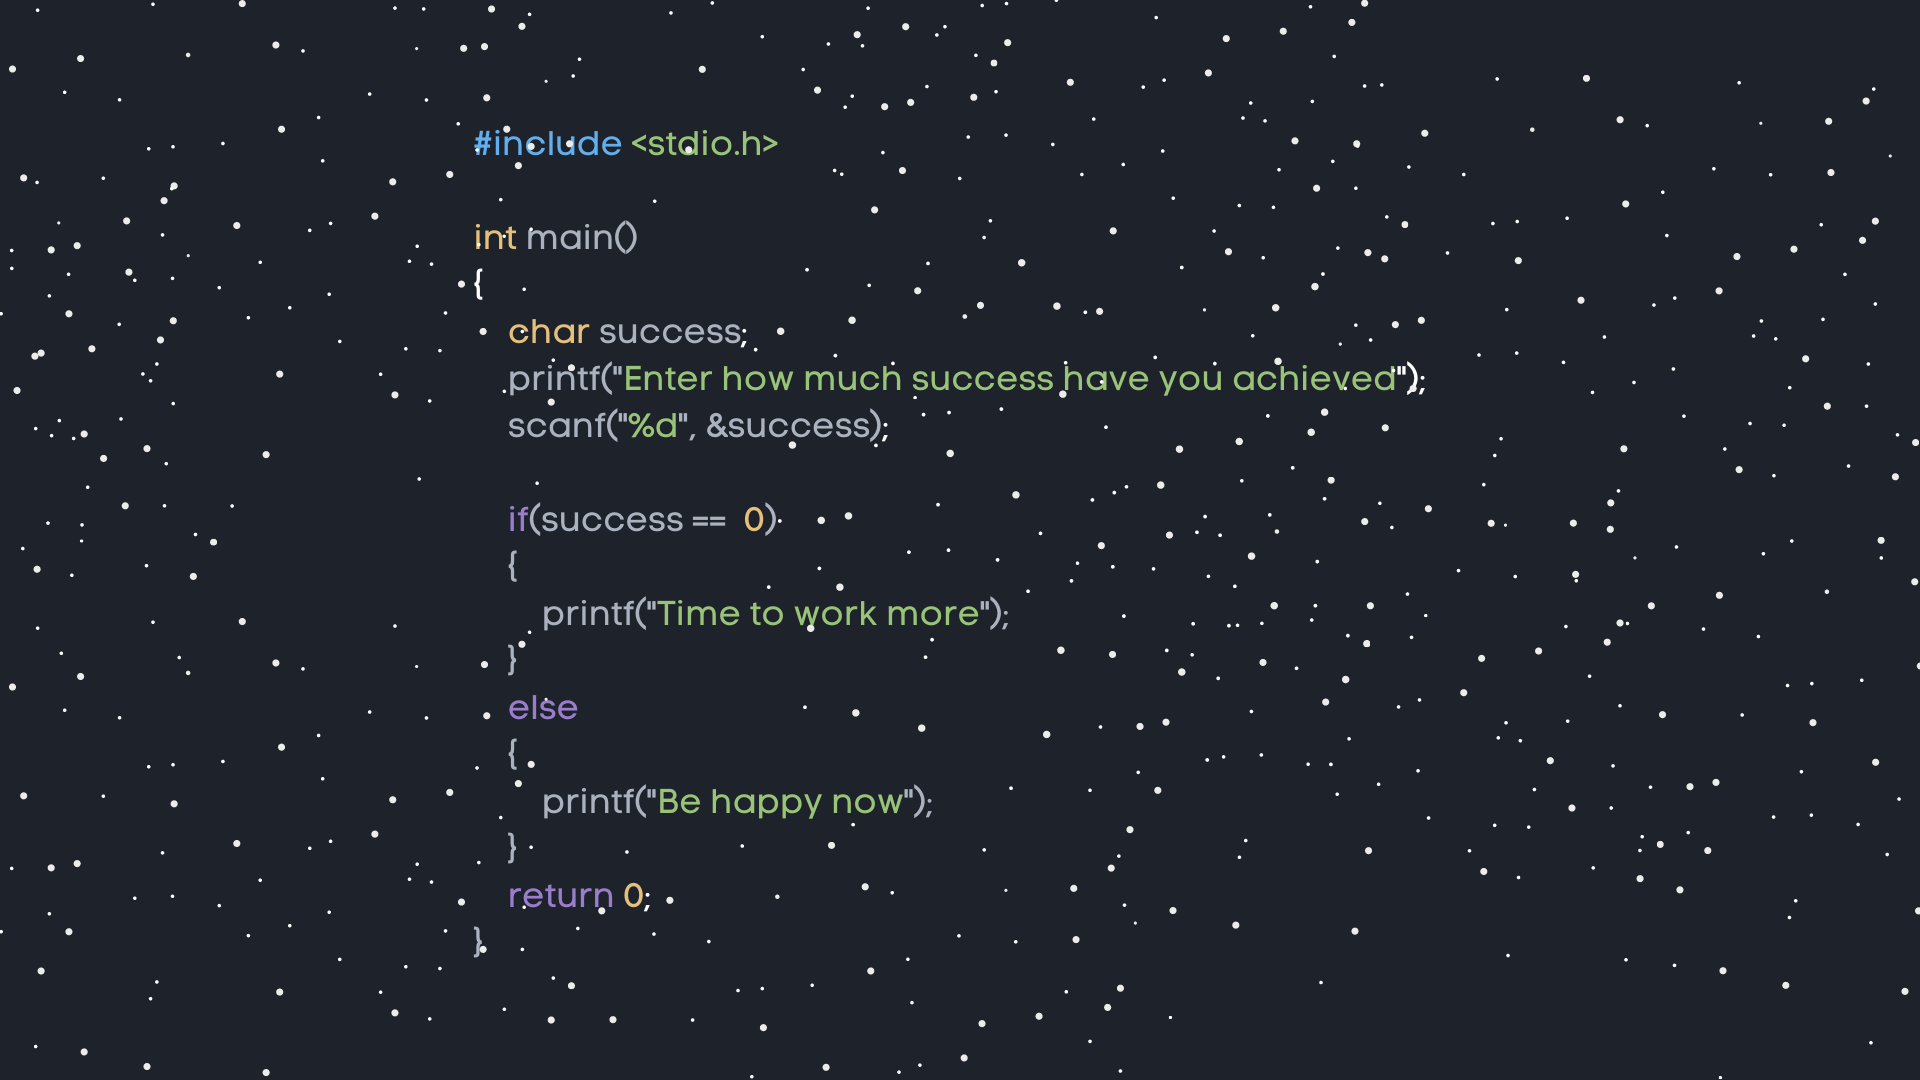 #include <stdio.h>
int main()
{
char success;
printf("Enter how much success have you achieved");
scanf("%d", &success);
if(success ==  0)
{
printf("Time to work more");
}
else
{
printf("Be happy now");
}
return 0;
}